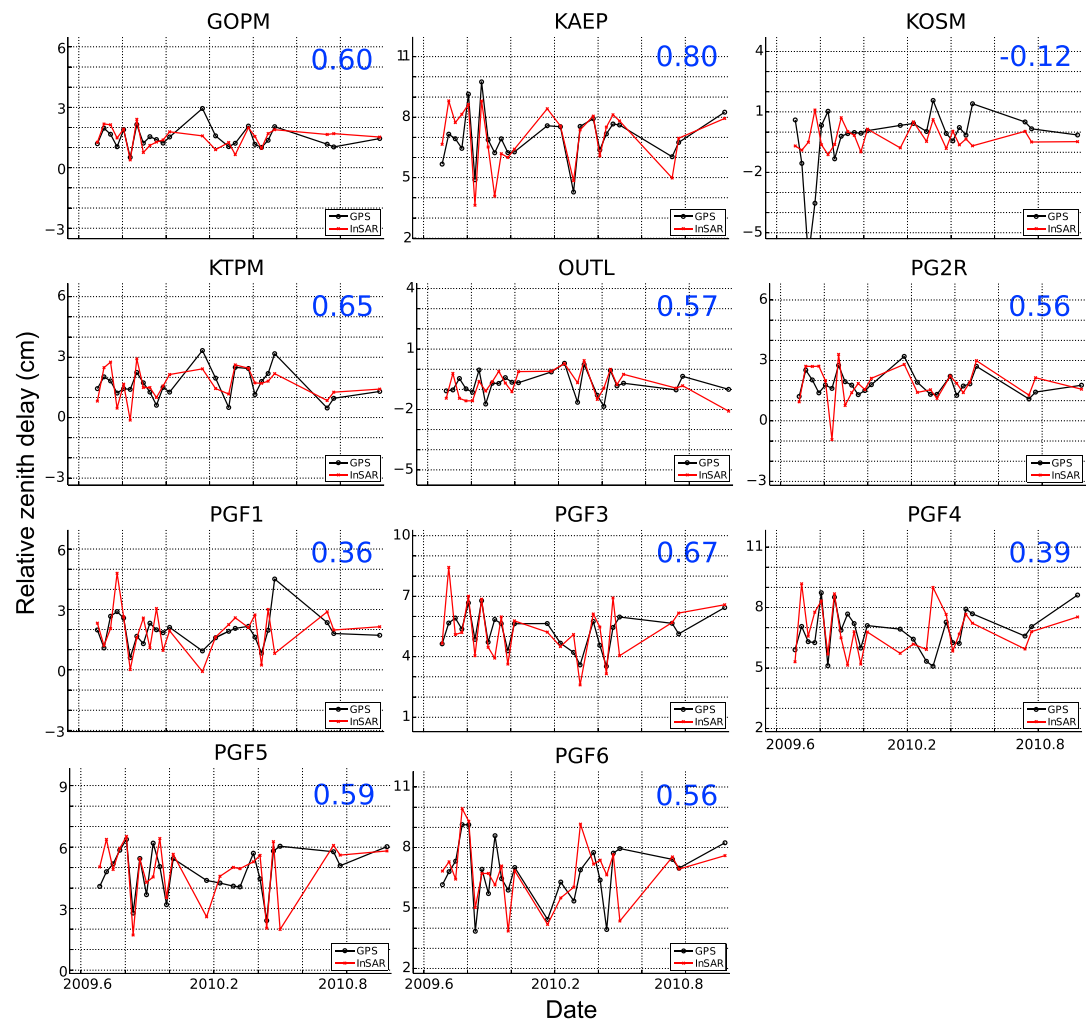 GOPM
KAEP
KOSM
0.60
0.80
-0.12
6
3
0
−3
11
8
5
2
4
1
−2
−5
GPS
InSAR
GPS
InSAR
GPS
InSAR
KTPM
OUTL
PG2R
0.65
0.57
0.56
6
3
0
−3
4
1
−2
−5
6
3
0
−3
GPS
InSAR
GPS
InSAR
GPS
InSAR
Relative zenith delay (cm)
PGF1
PGF3
PGF4
0.36
0.67
0.39
6
3
0
−3
10
7
4
1
11
8
5
2
GPS
InSAR
GPS
InSAR
GPS
InSAR
2009.6 2010.2 2010.8
PGF5
PGF6
0.59
0.56
9
6
3
0
11
8
5
2
GPS
InSAR
GPS
InSAR
2009.6 2010.2
2009.6 2010.2 2010.8
Date